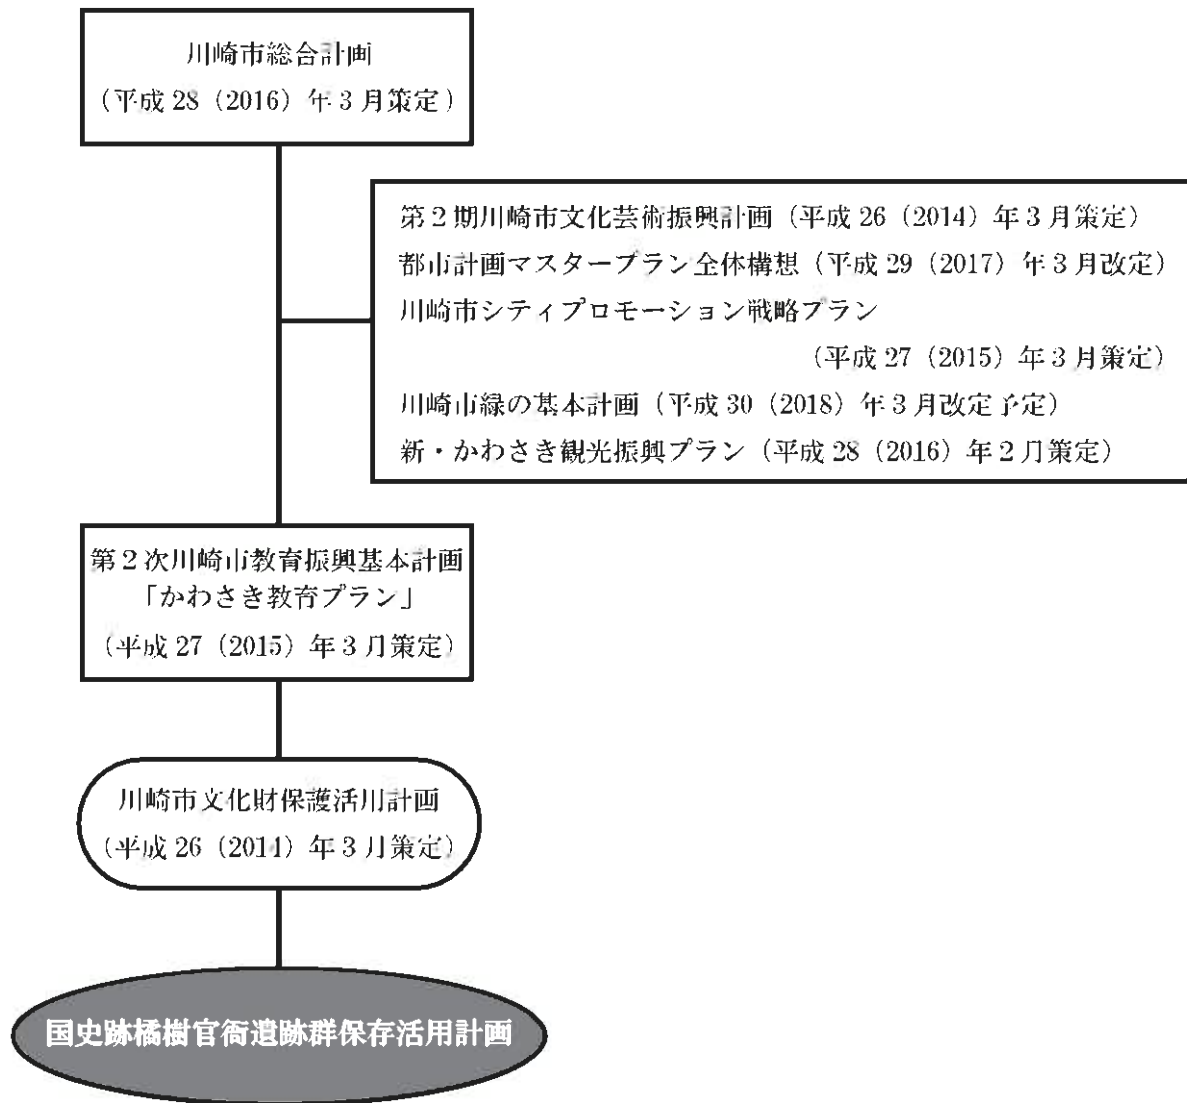 川崎市総合計画
（平成 28（2016）年３月策定）
第２期川崎市文化芸術振興計画（平成 26（2014）年３月策定）
都市計画マスタープラン全体構想（平成 29（2017）年３月改定）
川崎市シティプロモーション戦略プラン
（平成 27（2015）年３月策定）
川崎市緑の基本計画（平成 30（2018）年３月改定予定）
新・かわさき観光振興プラン（平成 28（2016）年２月策定）
第２次川崎市教育振興基本計画
「かわさき教育プラン」
（平成 27（2015）年３月策定）
川崎市文化財保護活用計画
（平成 26（2014）年３月策定）
国史跡橘樹官衙遺跡群保存活用計画